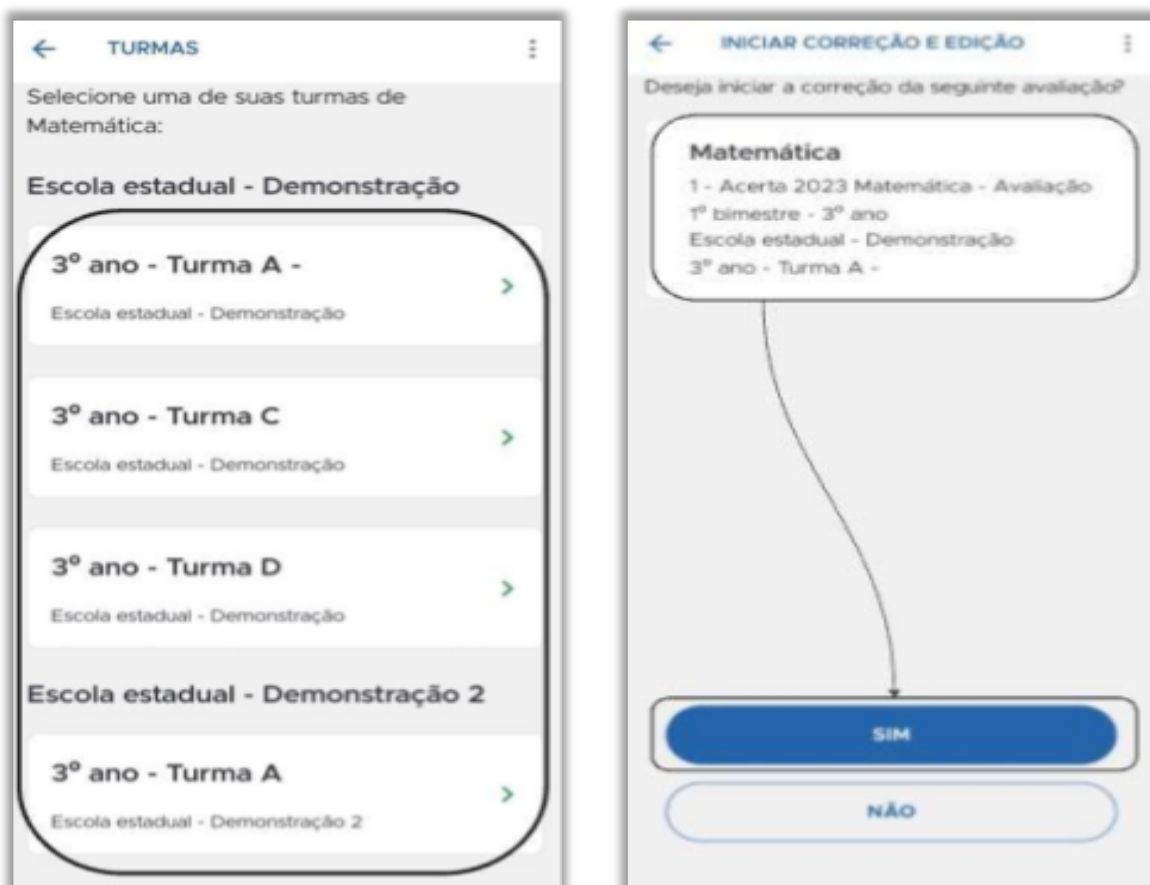 TURMAS
Selecione uma de suas turmas de
Matemática:
Escola estadual - Demonstração
3º ano - Turma A -
Escola estadual - Demonstração
3º ano - Turma C
Escola estadual - Demonstração
3º ano - Turma D
Escola estadual - Demonstração
Escola estadual - Demonstração 2
3º ano - Turma A
Escola estadual - Demonstração 2
INICIAR CORREÇÃO E EDIÇÃO
Deseja iniciar a correção da seguinte avaliação?
Matemática
1 - Acerta 2023 Matemática - Avaliação
1º bimestre - 3º ano
Escola estadual - Demonstração
3º ano - Turma A -
SIM
NÃO